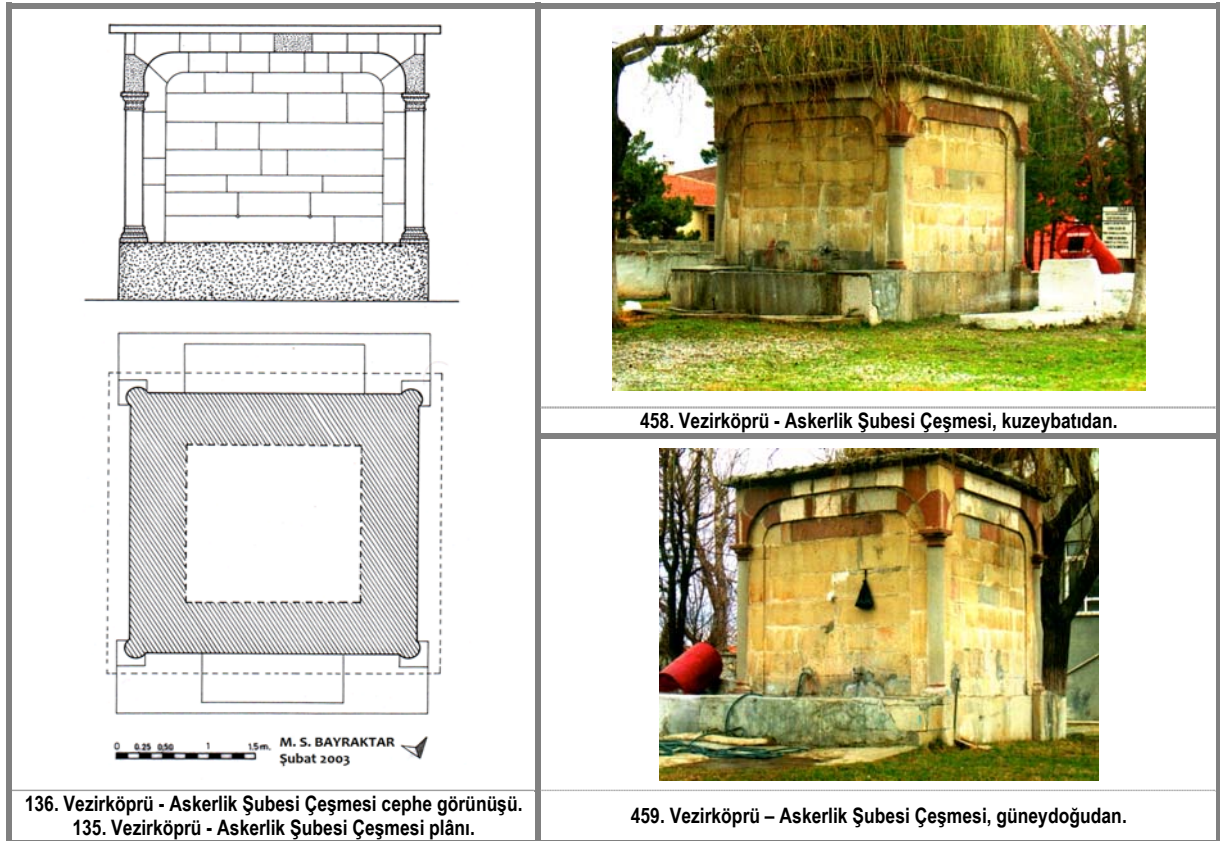 0 0.25 0,50 1 1.5 m.
M. S. BAYRAKTAR
Şubat 2003
136. Vezirköprü - Askerlik Şubesi Çeşmesi cephe görünüşü.
135. Vezirköprü - Askerlik Şubesi Çeşmesi plânı.
458. Vezirköprü - Askerlik Şubesi Çeşmesi, kuzeybatıdan.
459. Vezirköprü – Askerlik Şubesi Çeşmesi, güneydoğudan.